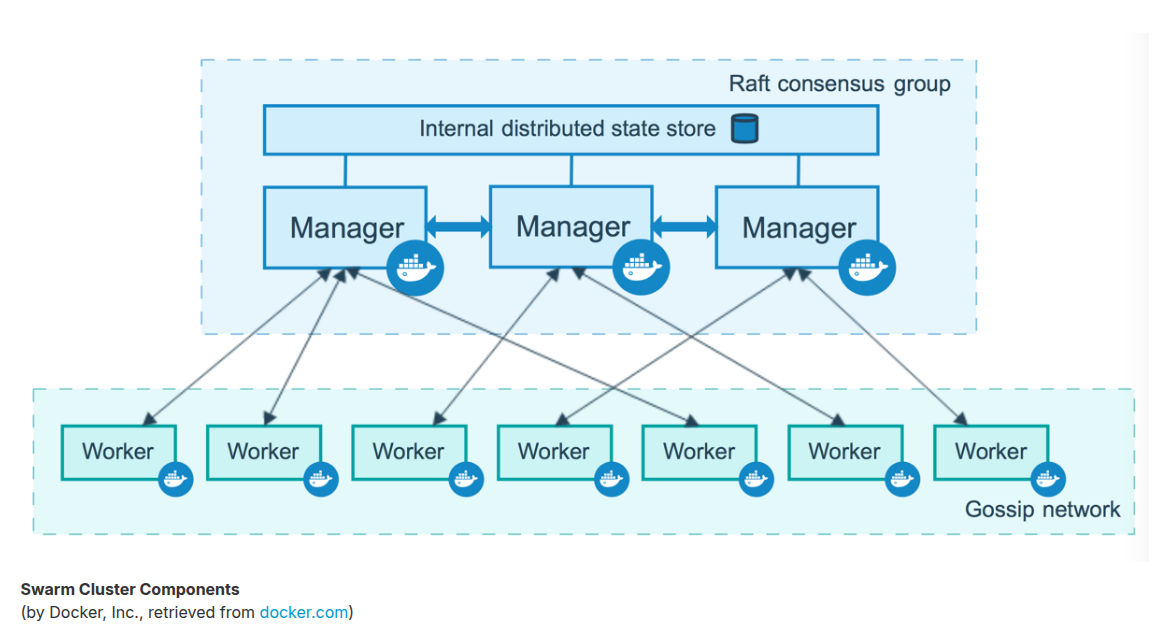 Raft consensus group
Internal distributed state store
Manager
Manager
Manager
Worker
Worker
Worker
Worker
Worker
Worker
Worker
Gossip network
Swarm Cluster Components
(by Docker, Inc., retrieved from docker.com)